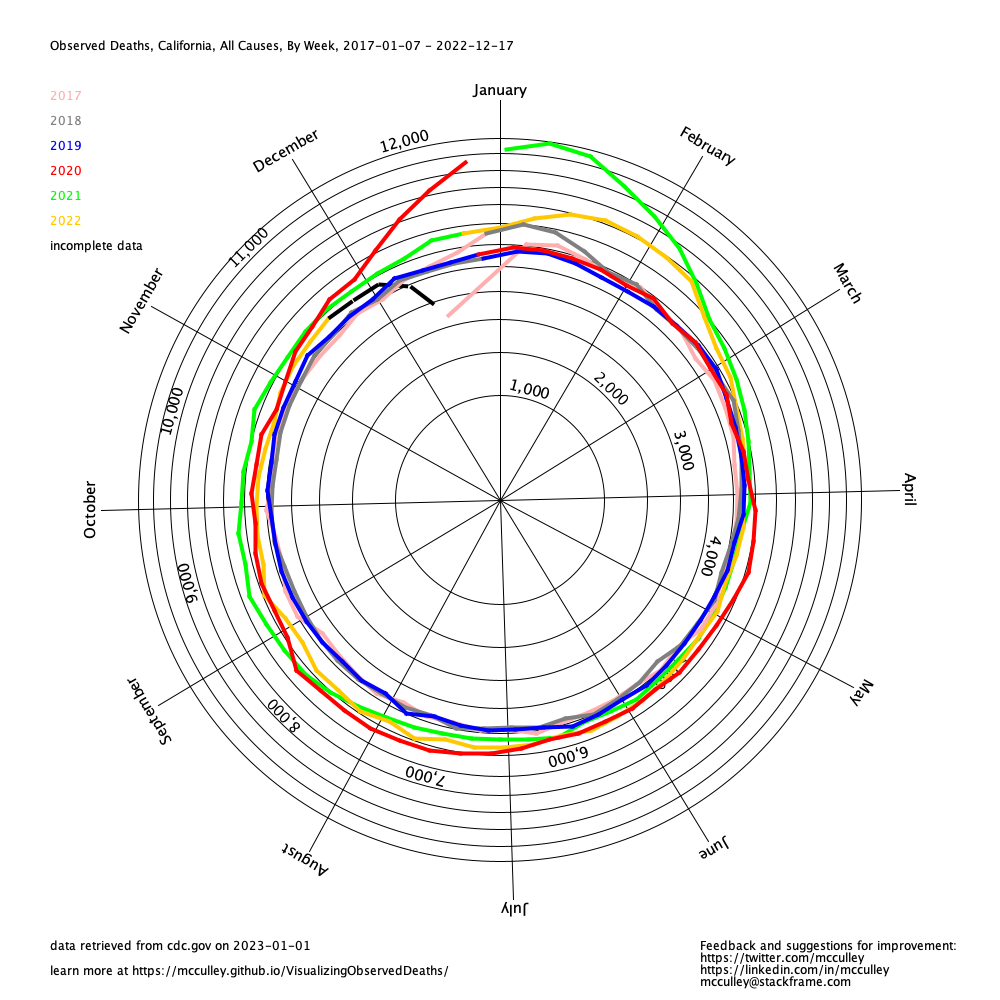 Observed Deaths, California, All Causes, By Week, 2017-01-07 - 2022-12-17
2017
2018
2019
2020
2021
2022
incomplete data
January
February
March
April
May
June
July
August
September
October
November
December
1,000
2,000
3,000
4,000
6,000
7,000
8,000
9,000
10,000
11,000
12,000
data retrieved from cdc.gov on 2023-01-01
learn more at https://mcculley.github.io/VisualizingObservedDeaths/
Feedback and suggestions for improvement:
https://twitter.com/mcculley
https://linkedin.com/in/mcculley
mcculley@stackframe.com